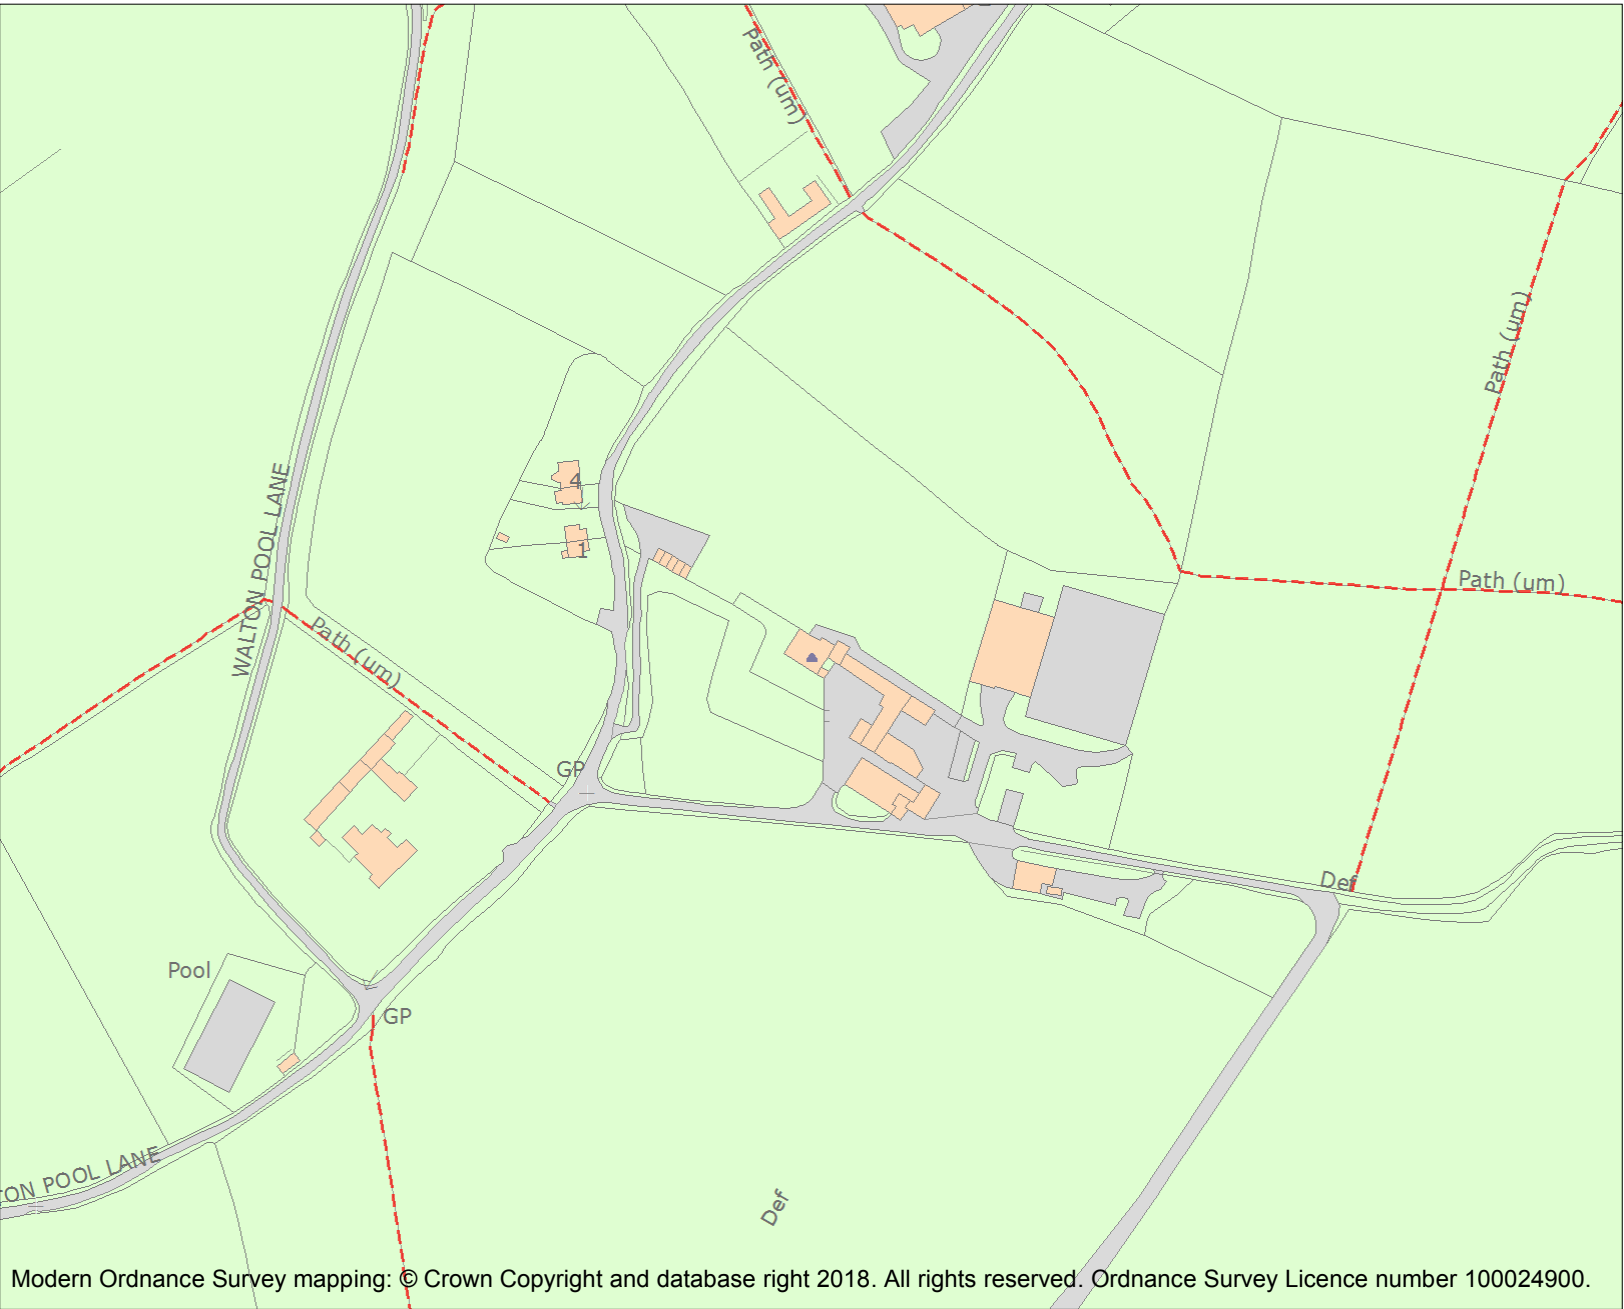 Path (um)
Path (um)
4
WALTON POOL LANE
1
Path (um)
Path (um)
GP
Def
Pool
GP
TON POOL LANE
Def
Modern Ordnance Survey mapping: © Crown Copyright and database right 2018. All rights reserved. Ordnance Survey Licence number 100024900.